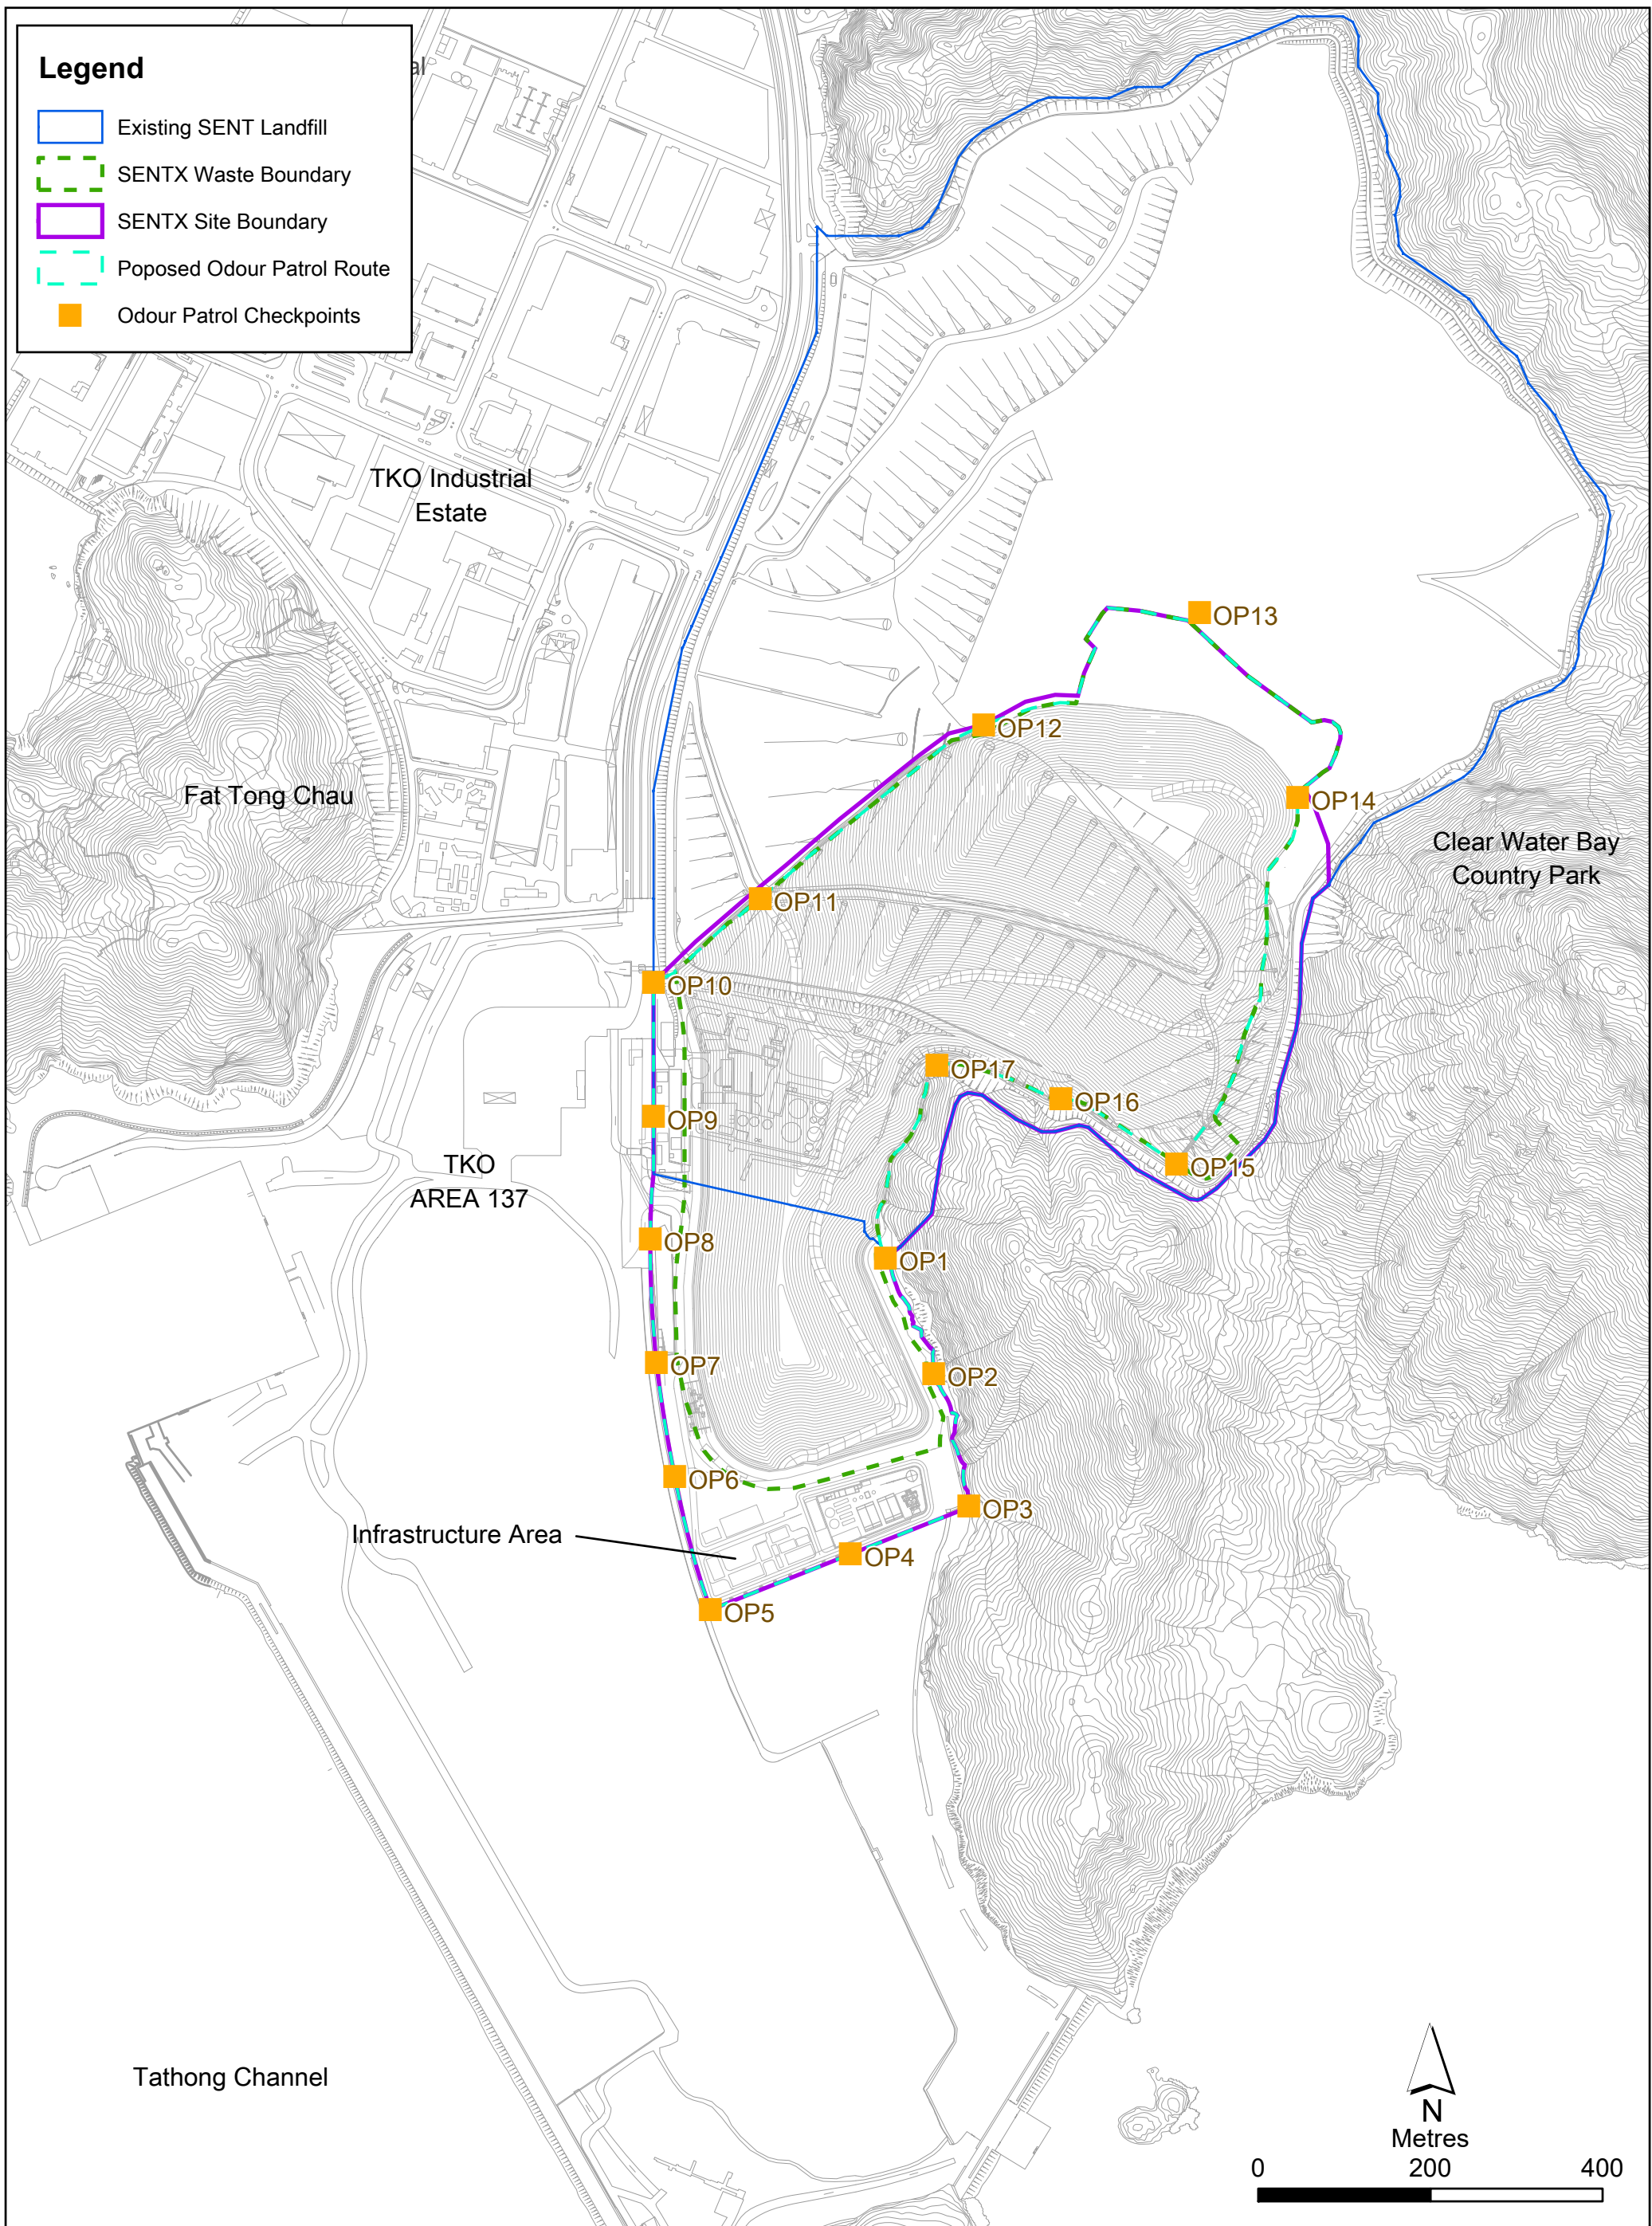 Legend
al
Existing SENT Landfill
SENTX Waste Boundary
SENTX Site Boundary
Poposed Odour Patrol Route
Odour Patrol Checkpoints
TKO Industrial
Estate
OP13
OP12
Fat Tong Chau
OP14
Clear Water Bay
Country Park
OP11
OP10
OP17
OP16
OP9
OP15
TKO
AREA 137
OP8
OP1
OP7
OP2
OP6
OP3
Infrastructure Area
OP4
OP5
Tathong Channel
N
Metres
0 200 400